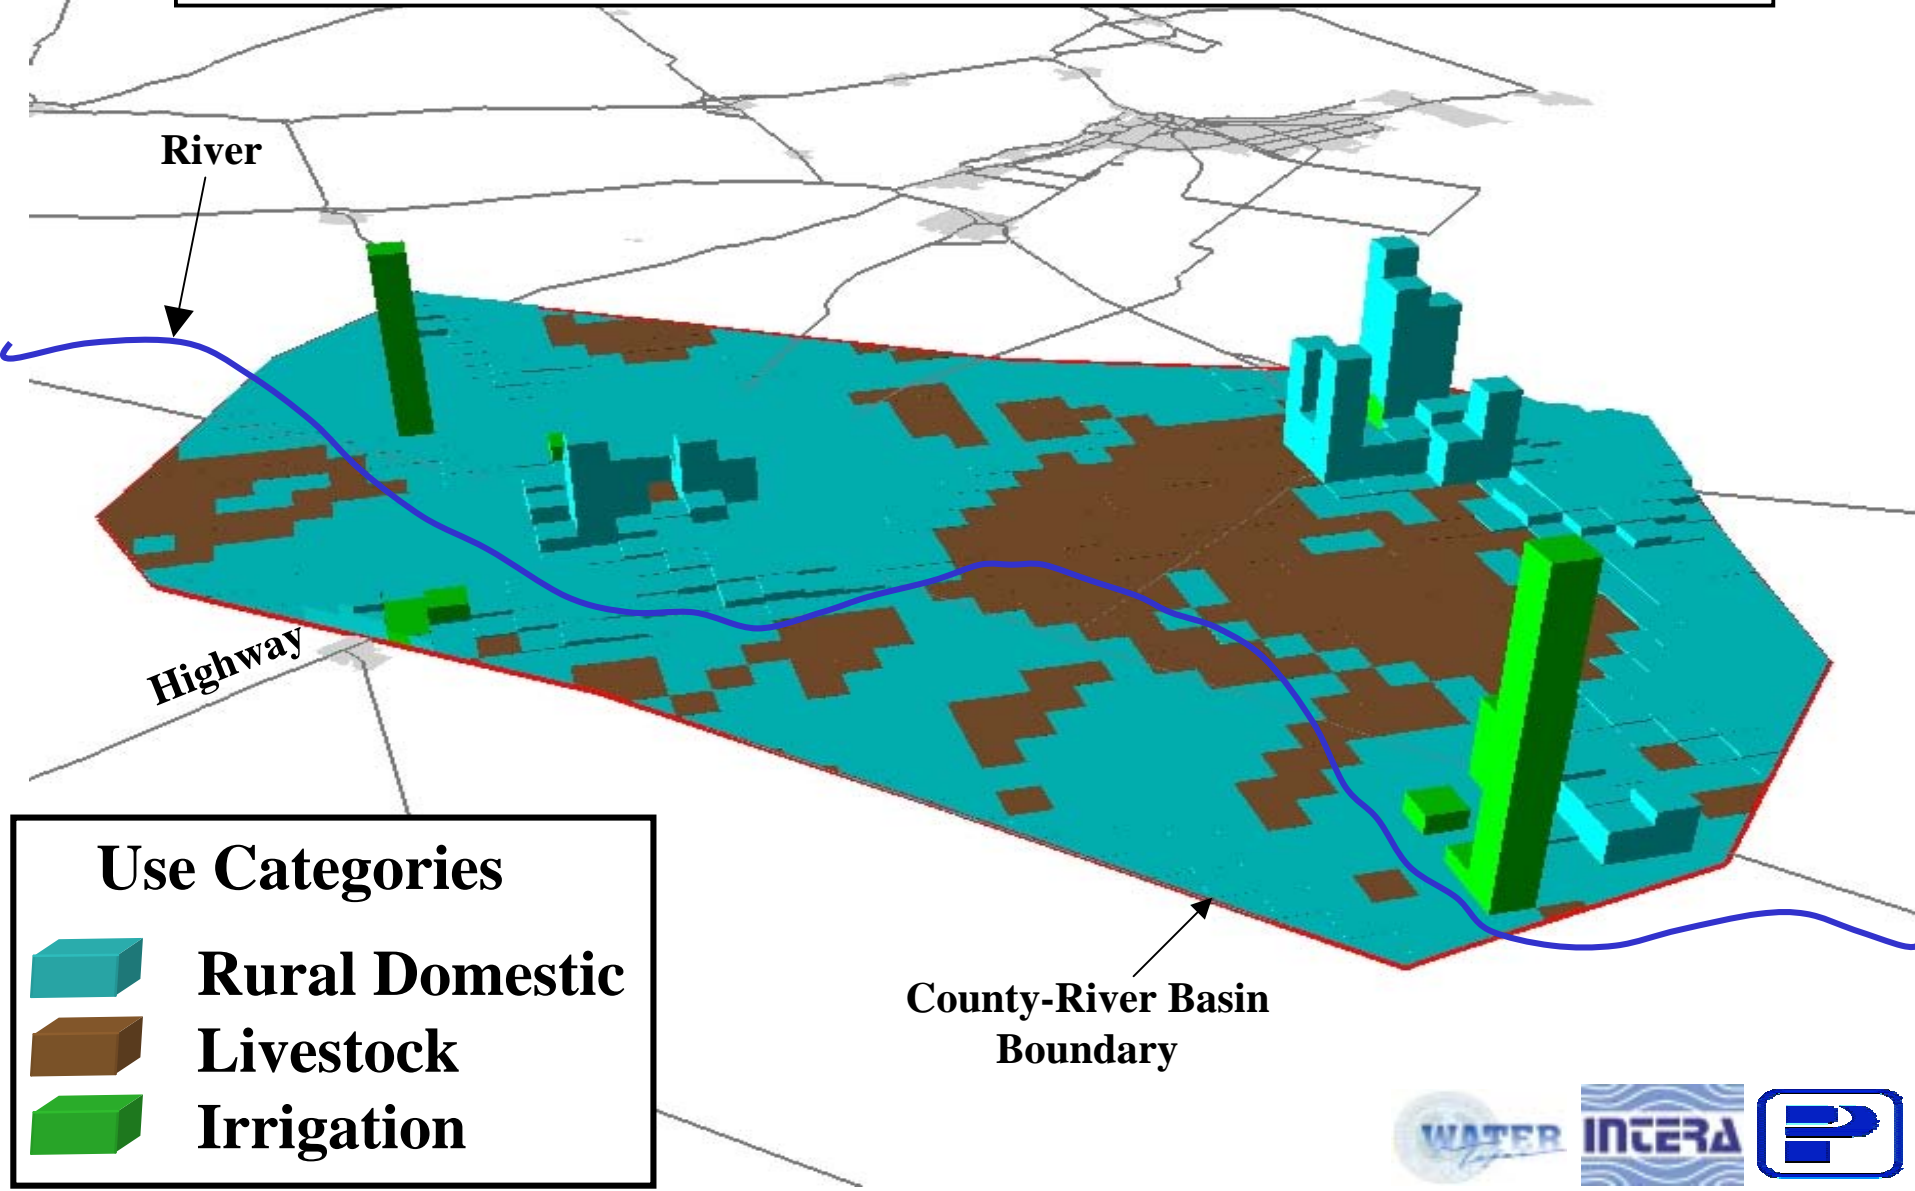 River
Highway
Use Categories
Rural Domestic
Livestock
Irrigation
County-River Basin
Boundary
WATER
INTERA
P